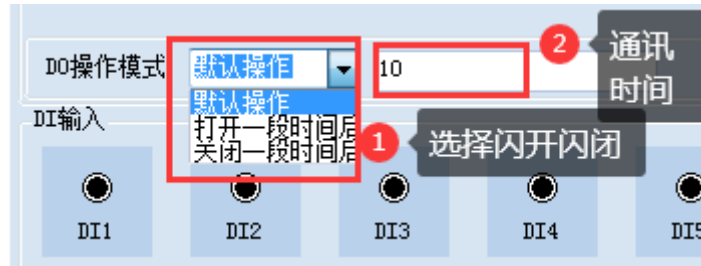 DO操作模式
默认操作
10
2
通讯
时间
默认操作
打开一段时间后
关闭一段时间后
DI输入
1
选择闪开闪闭
DI1
DI2
DI3
DI4
DI5